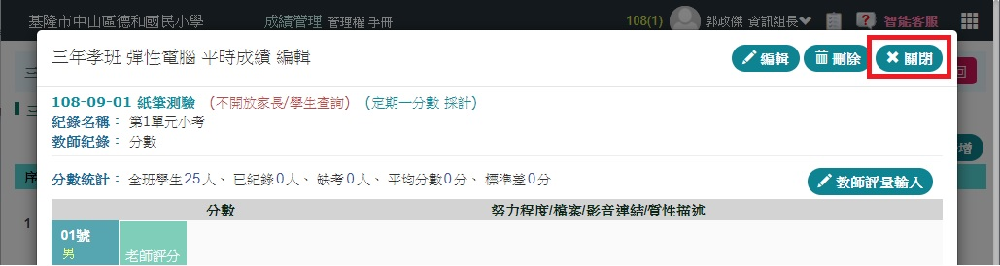 基隆市中山區德和國民小學 成績管理 管理權 手冊 108(1) 郭政傑 資訊組長 智能客服
三年孝班 彈性電腦 平時成績 編輯 編輯 刪除 關閉
三 回
108-09-01 紙筆測驗 (不開放家長/學生查詢) (定期一分數 採計)
三
紀錄名稱: 第1單元小考
教師紀錄: 分數
增
分數統計: 全班學生25人、已紀錄0人、缺考0人、平均分數0分、標準差0分 教師評量輸入
序
分數 努力程度/檔案/影音連結/質性描述
1
01號
男
老師評分